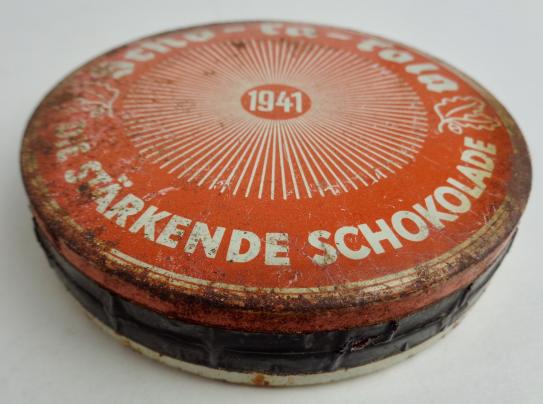 Scho-ka-kola
1941
DIE STÄRKENDE SCHOKOLADE